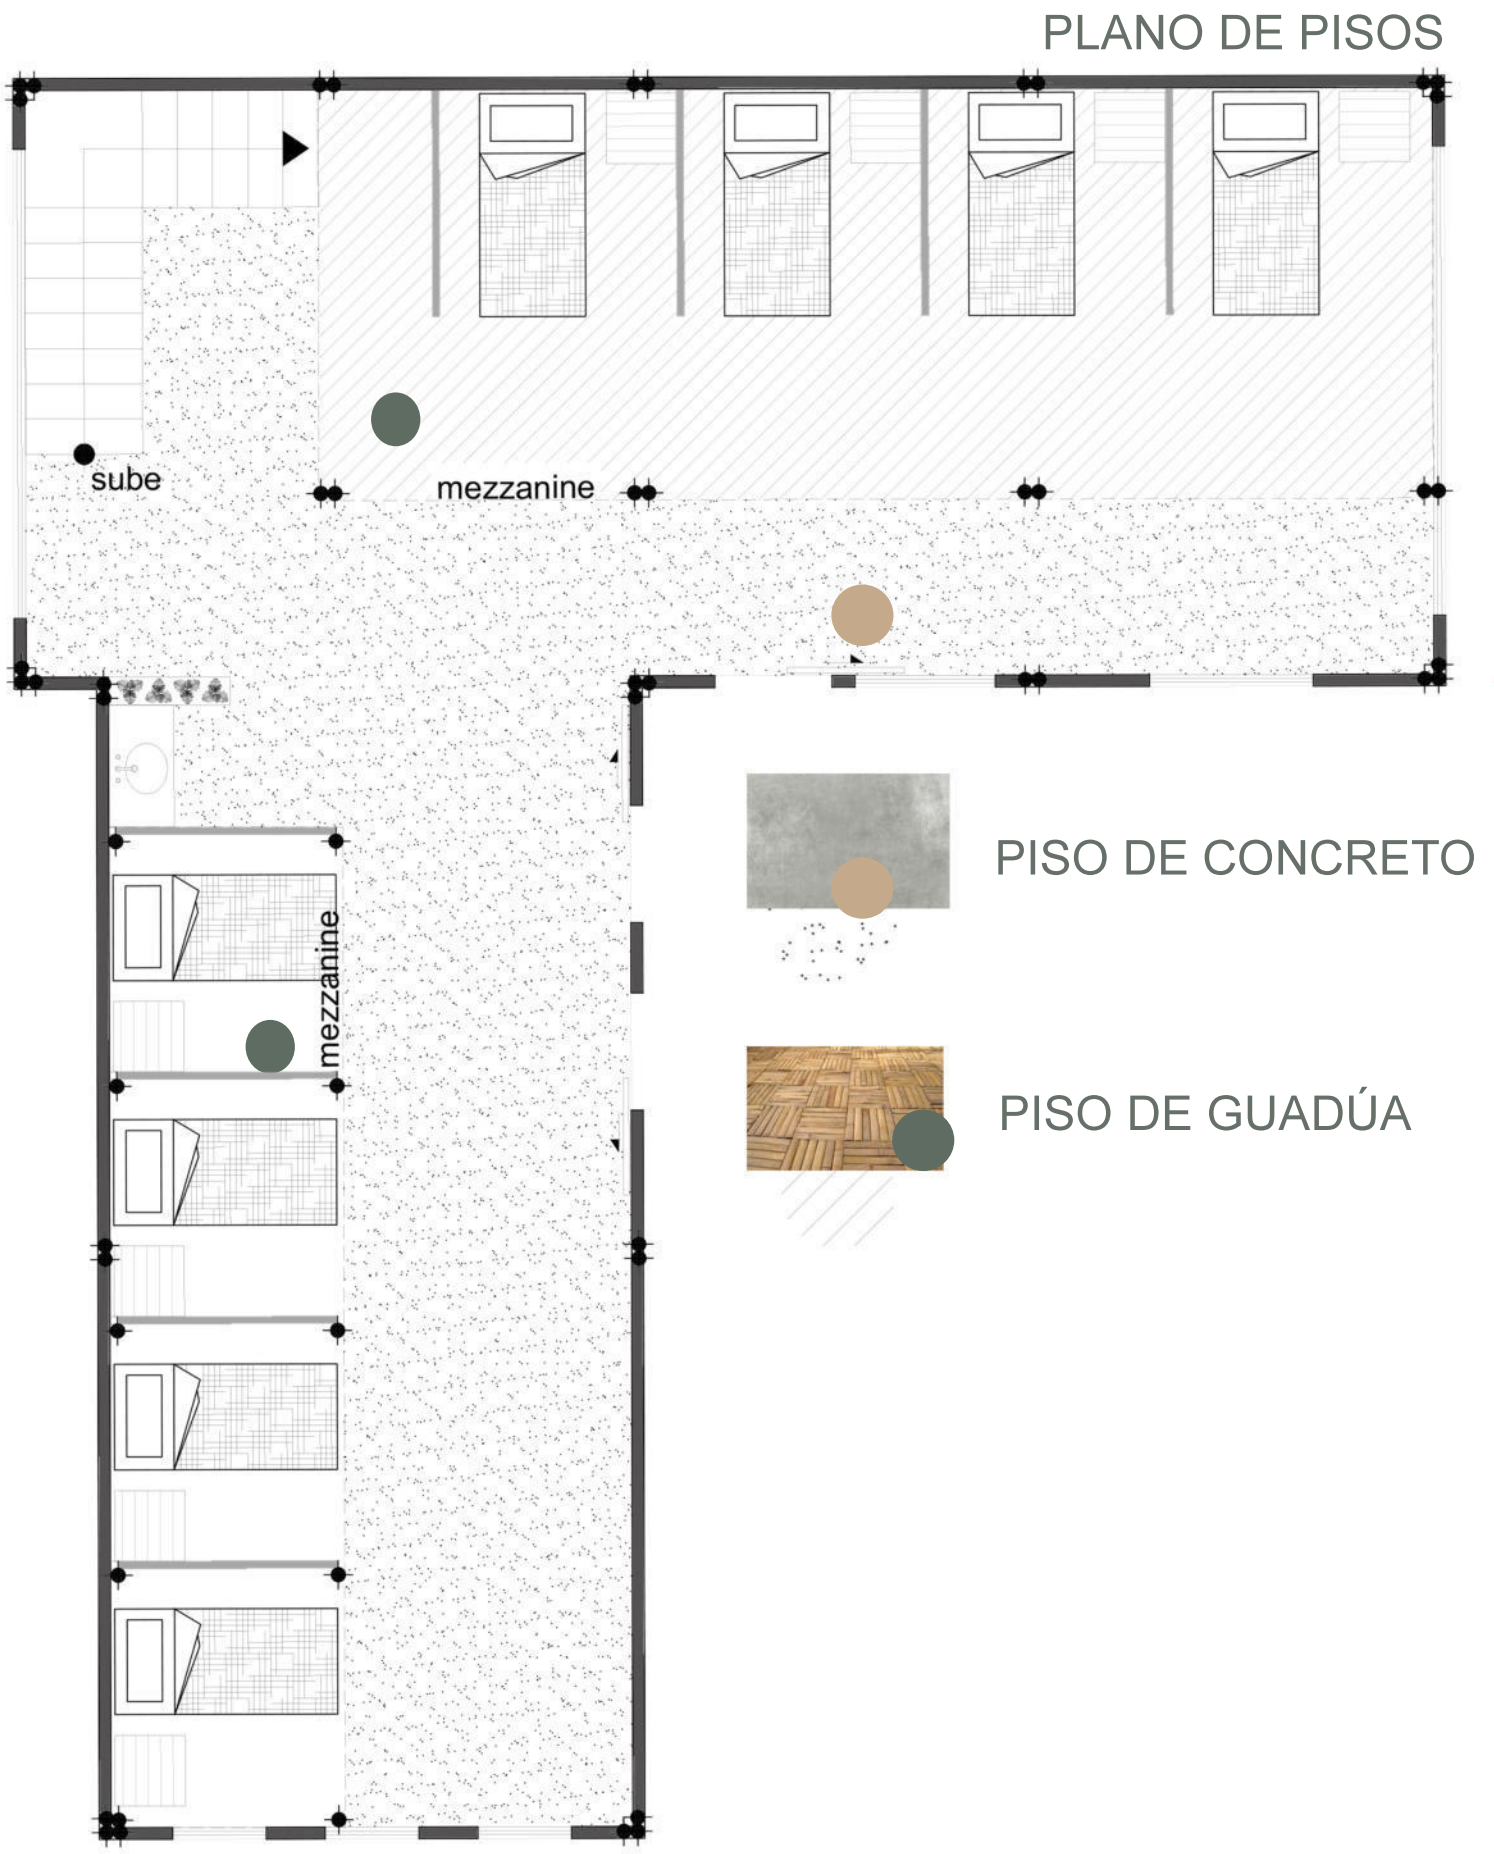 PLANO DE PISOS
sube
mezzanine
PISO DE CONCRETO
mezzanine
PISO DE GUADÚA